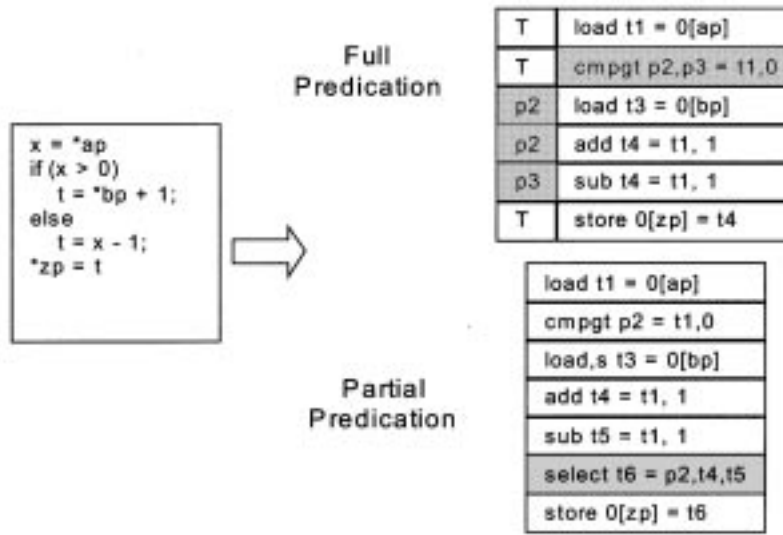 x = *ap
if (x > 0)
t = *bp + 1;
else
t = x - 1;
*zp = t
Full
Predication
T load t1 = 0[ap]
T cmpgt p2,p3 = t1,0
p2 load t3 = 0[bp]
p2 add t4 = t1, 1
p3 sub t4 = t1, 1
T store 0[zp] = t4
Partial
Predication
load t1 = 0[ap]
cmpgt p2 = t1,0
load,s t3 = 0[bp]
add t4 = t1, 1
sub t5 = t1, 1
select t6 = p2,t4,t5
store 0[zp] = t6